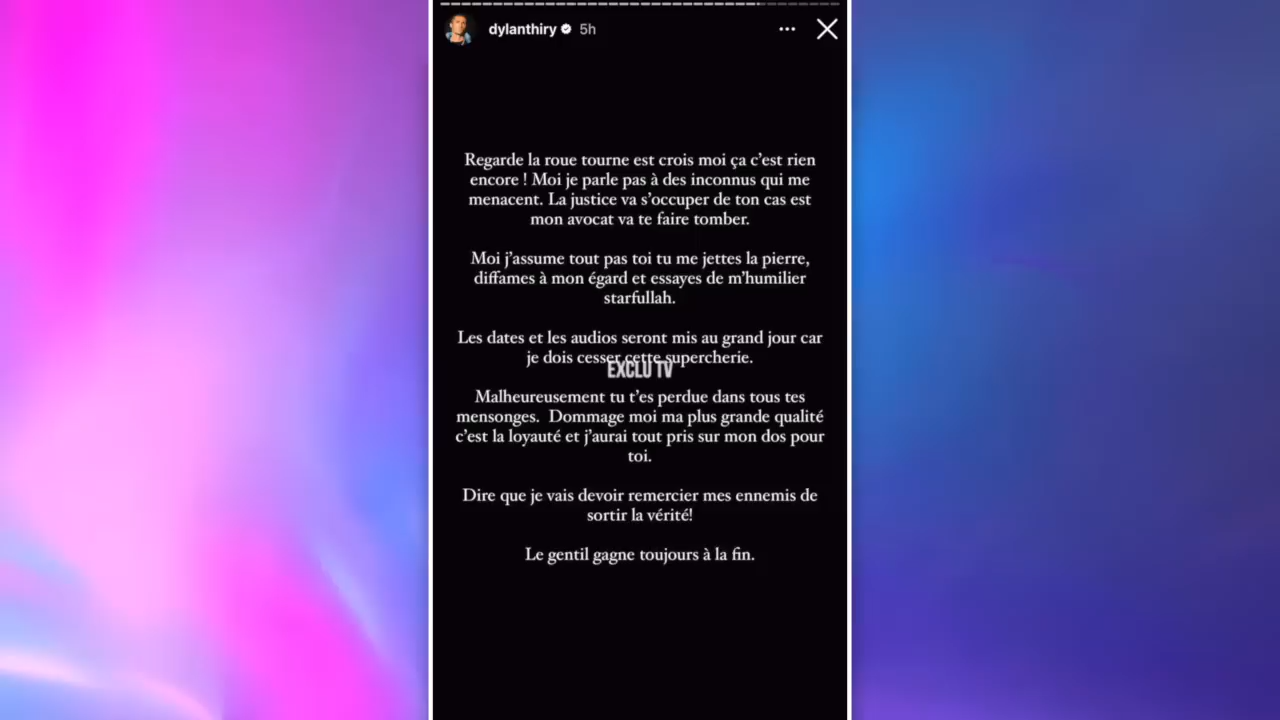 dylanthiry 5h
Regarde la roue tourne est crois moi ça c'est rien
encore ! Moi je parle pas à des inconnus qui me
menacent. La justice va s'occuper de ton cas est
mon avocat va te faire tomber.
Moi j'assume tout pas toi tu me jettes la pierre,
diffames à mon égard et essayes de m'humilier
starfullah.
Les dates et les audios seront mis au grand jour car
je dois cesser cette supercherie.
EXCLU TV
Malheureusement tu t'es perdue dans tous tes
mensonges.  Dommage moi ma plus grande qualité
c'est la loyauté et j'aurai tout pris sur mon dos pour
toi.
Dire que je vais devoir remercier mes ennemis de
sortir la vérité!
Le gentil gagne toujours à la fin.